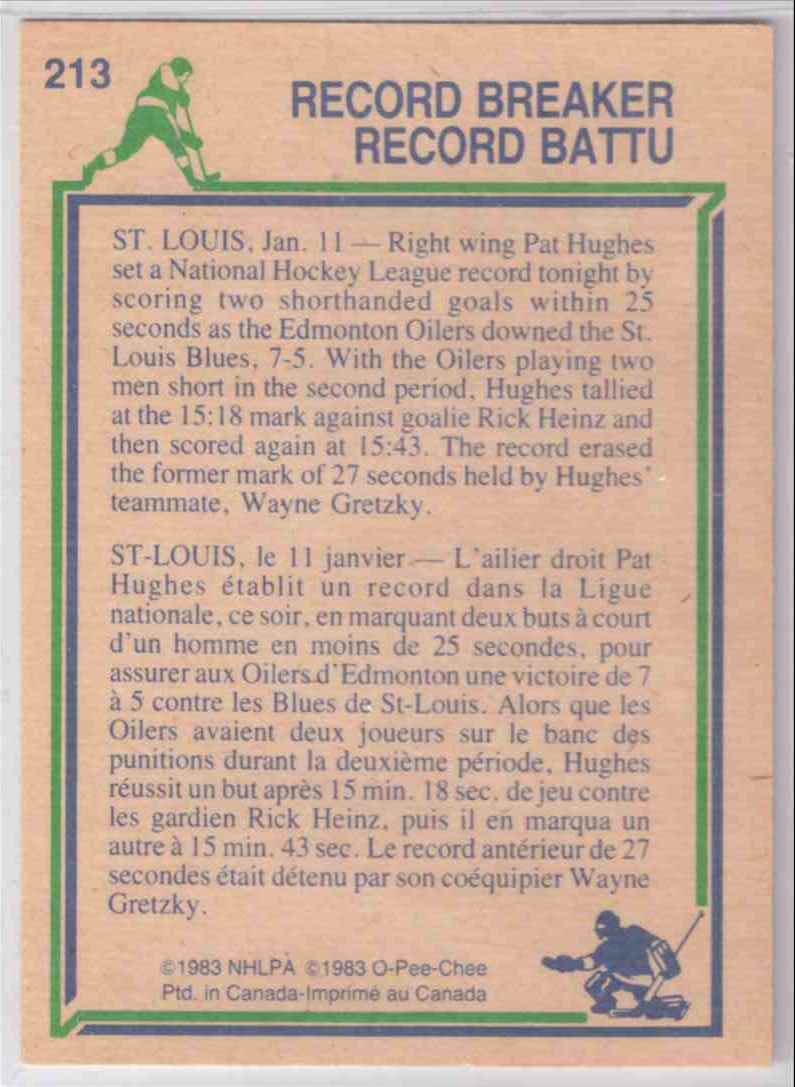 213
RECORD BREAKER
RECORD BATTU
ST. LOUIS, Jan. 11 — Right wing Pat Hughes
set a National Hockey League record tonight by
scoring two shorthanded goals within 25
seconds as the Edmonton Oilers downed the St.
Louis Blues, 7-5. With the Oilers playing two
men short in the second period, Hughes tallied
at the 15:18 mark against goalie Rick Heinz and
then scored again at 15:43. The record erased
the former mark of 27 seconds held by Hughes'
teammate, Wayne Gretzky.
ST-LOUIS, le 11 janvier — L'ailier droit Pat
Hughes établit un record dans la Ligue
nationale, ce soir, en marquant deux buts à court
d'un homme en moins de 25 secondes, pour
assurer aux Oilers d'Edmonton une victoire de 7
à 5 contre les Blues de St-Louis. Alors que les
Oilers avaient deux joueurs sur le banc des
punitions durant la deuxième période, Hughes
réussit un but après 15 min. 18 sec. de jeu contre
les gardien Rick Heinz, puis il en marqua un
autre à 15 min. 43 sec. Le record antérieur de 27
secondes était détenu par son coéquipier Wayne
Gretzky.
©1983 NHLPA ©1983 O-Pee-Chee
Ptd. in Canada-Imprimé au Canada